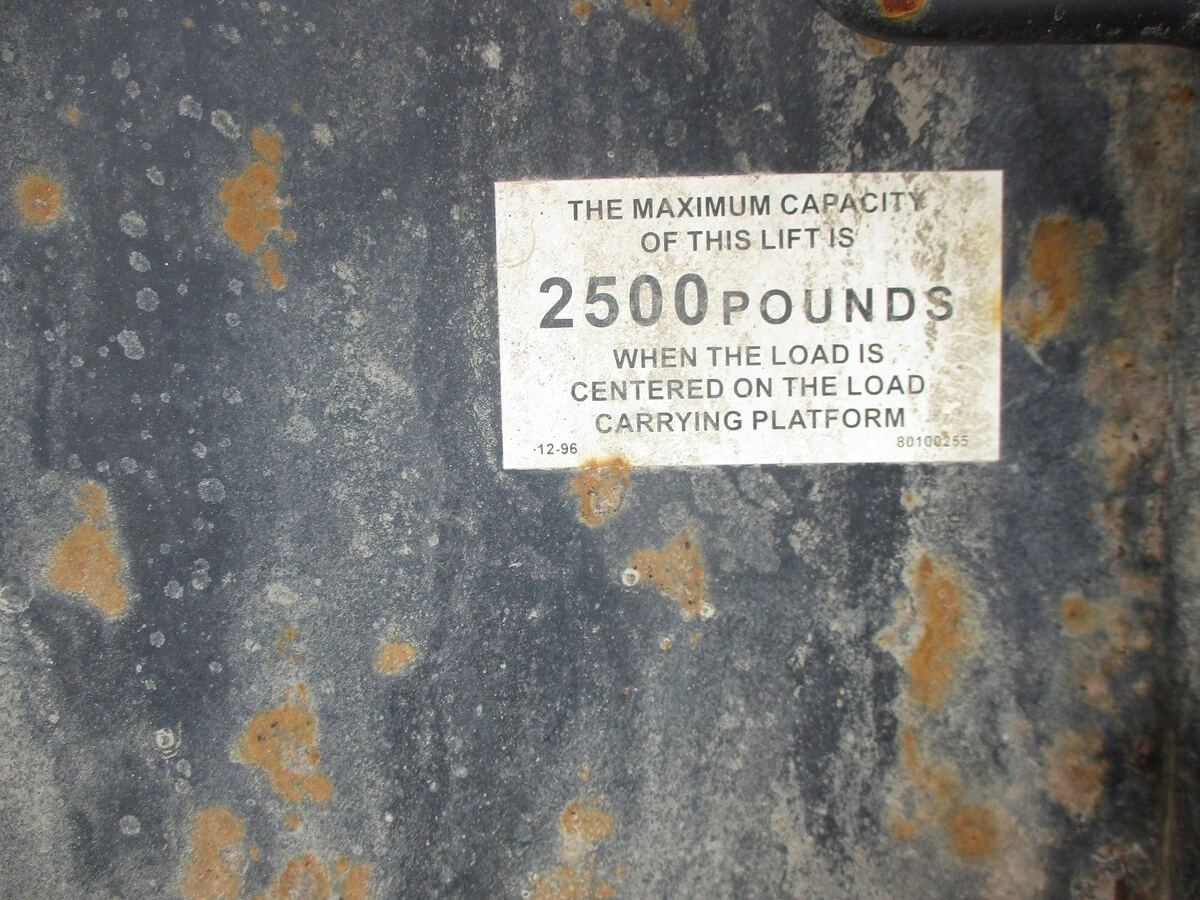 THE MAXIMUM CAPACITY
OF THIS LIFT IS
2500 POUNDS
WHEN THE LOAD IS
CENTERED ON THE LOAD
CARRYING PLATFORM
·12-96 80100255